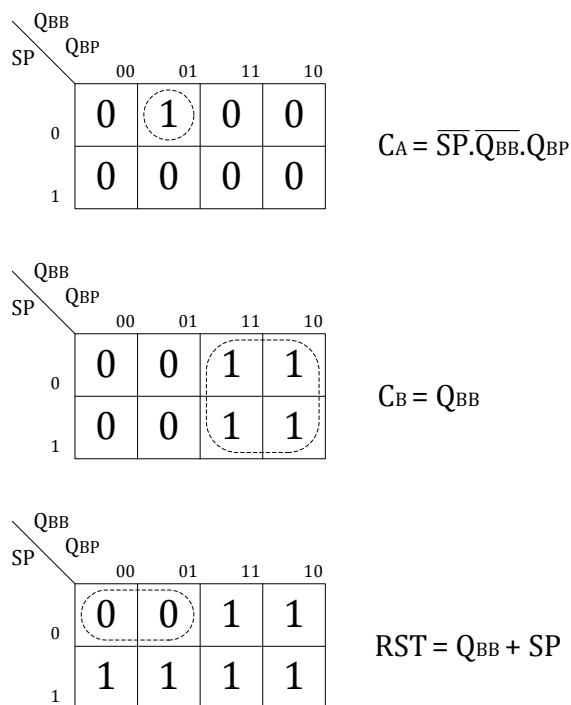 QBB
QBP
SP
00 01 11 10
0 0 1 0 0
1 0 0 0 0
CA = \overline{SP}.\overline{QBB}.QBP
QBB
QBP
SP
00 01 11 10
0 0 0 1 1
1 0 0 1 1
CB = QBB
QBB
QBP
SP
00 01 11 10
0 0 0 1 1
1 1 1 1 1
RST = QBB + SP